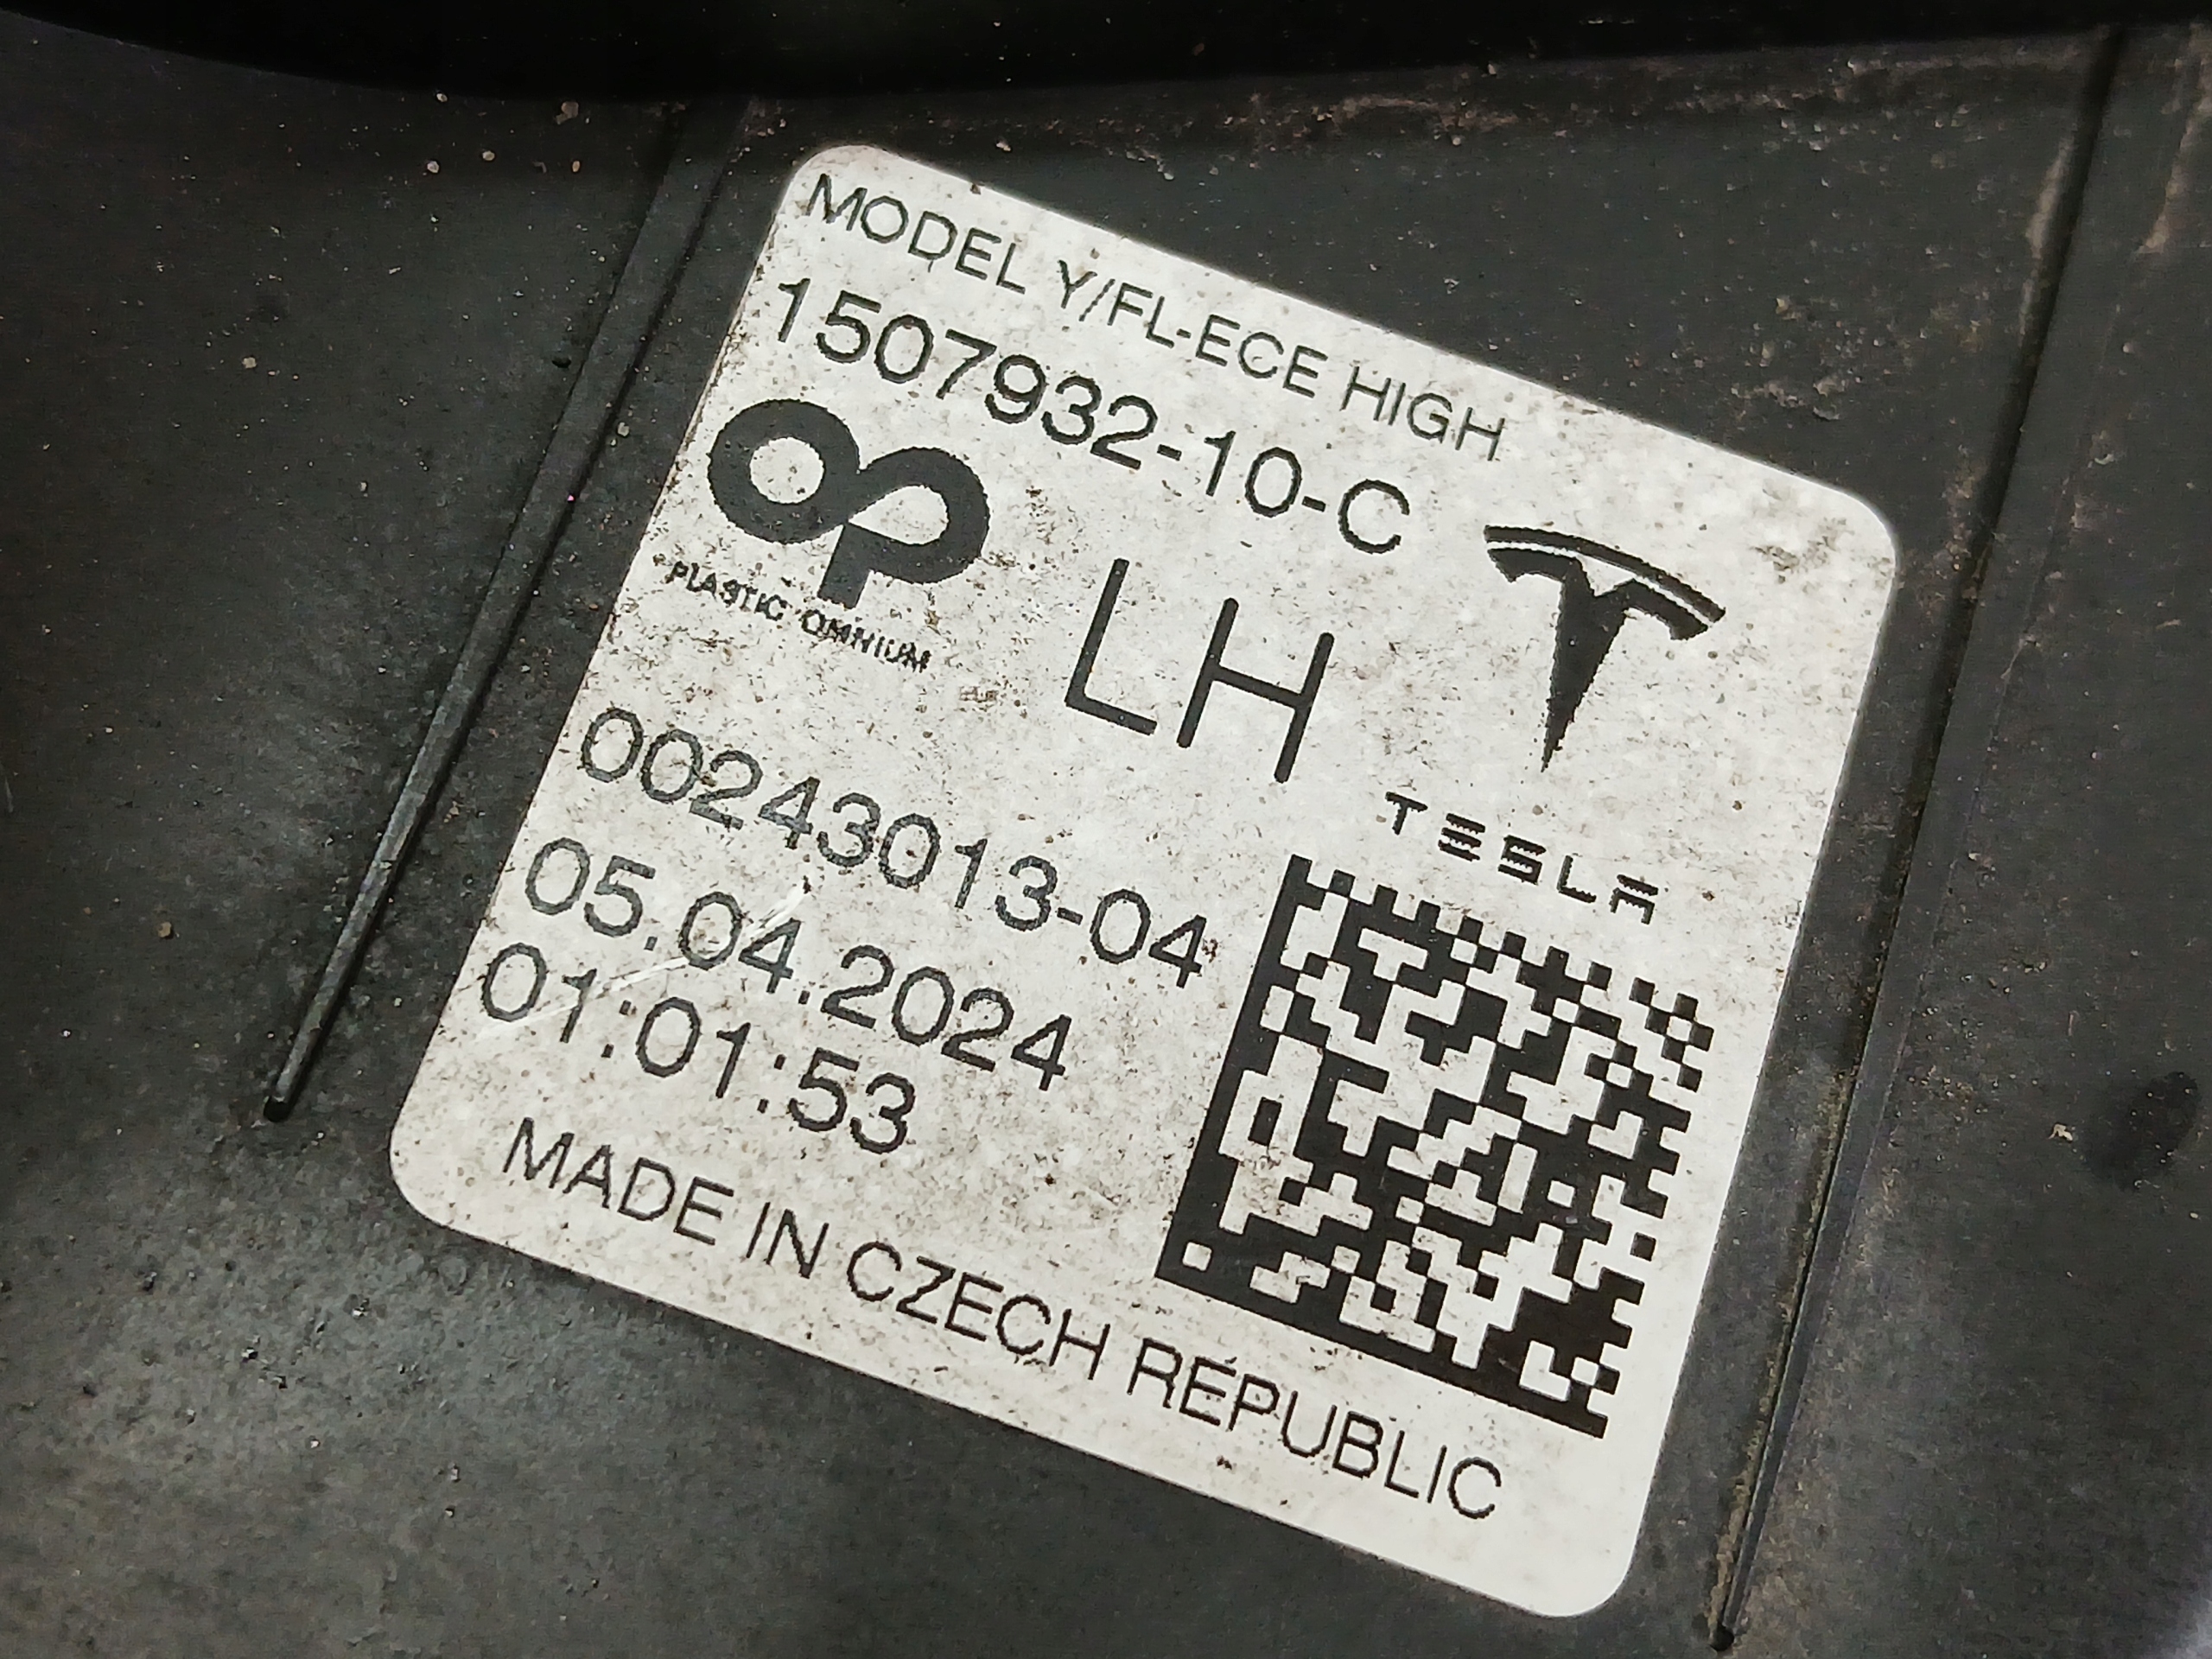 MODEL Y/FL-ECE HIGH
1507932-10-C
PLASTIC OMNIUM
LH
TESLA
00243013-04
05.04.2024
01:01:53
MADE IN CZECH REPUBLIC